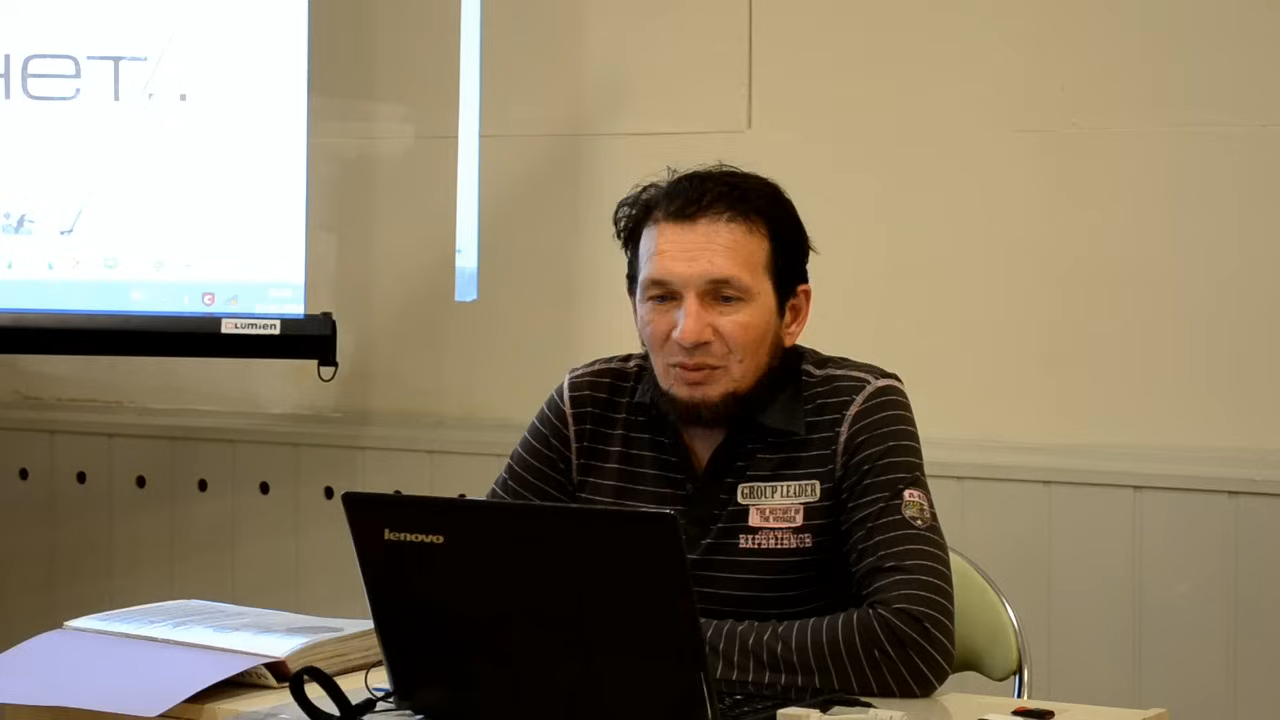 нет..
Lumien
lenovo
GROUP LEADER
THE HISTORY OF
THE VOYAGER
EXPERIENCE